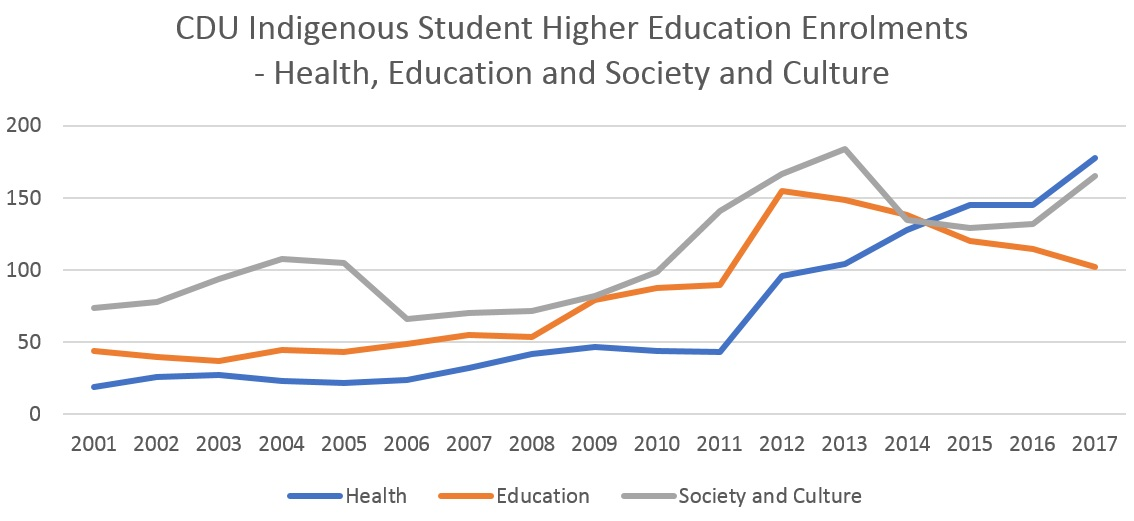 CDU Indigenous Student Higher Education Enrolments
- Health, Education and Society and Culture
200
150
100
50
0
2001 2002 2003 2004 2005 2006 2007 2008 2009 2010 2011 2012 2013 2014 2015 2016 2017
Health Education Society and Culture